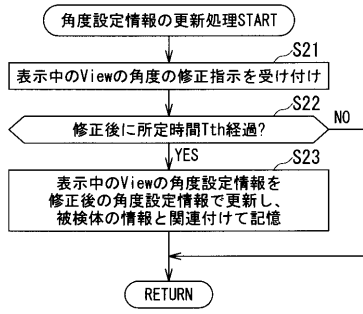 角度設定情報の更新処理START
S21
表示中のViewの角度の修正指示を受け付け
S22
修正後に所定時間Tth経過?
NO
YES
S23
表示中のViewの角度設定情報を
修正後の角度設定情報で更新し、
被検体の情報と関連付けて記憶
RETURN